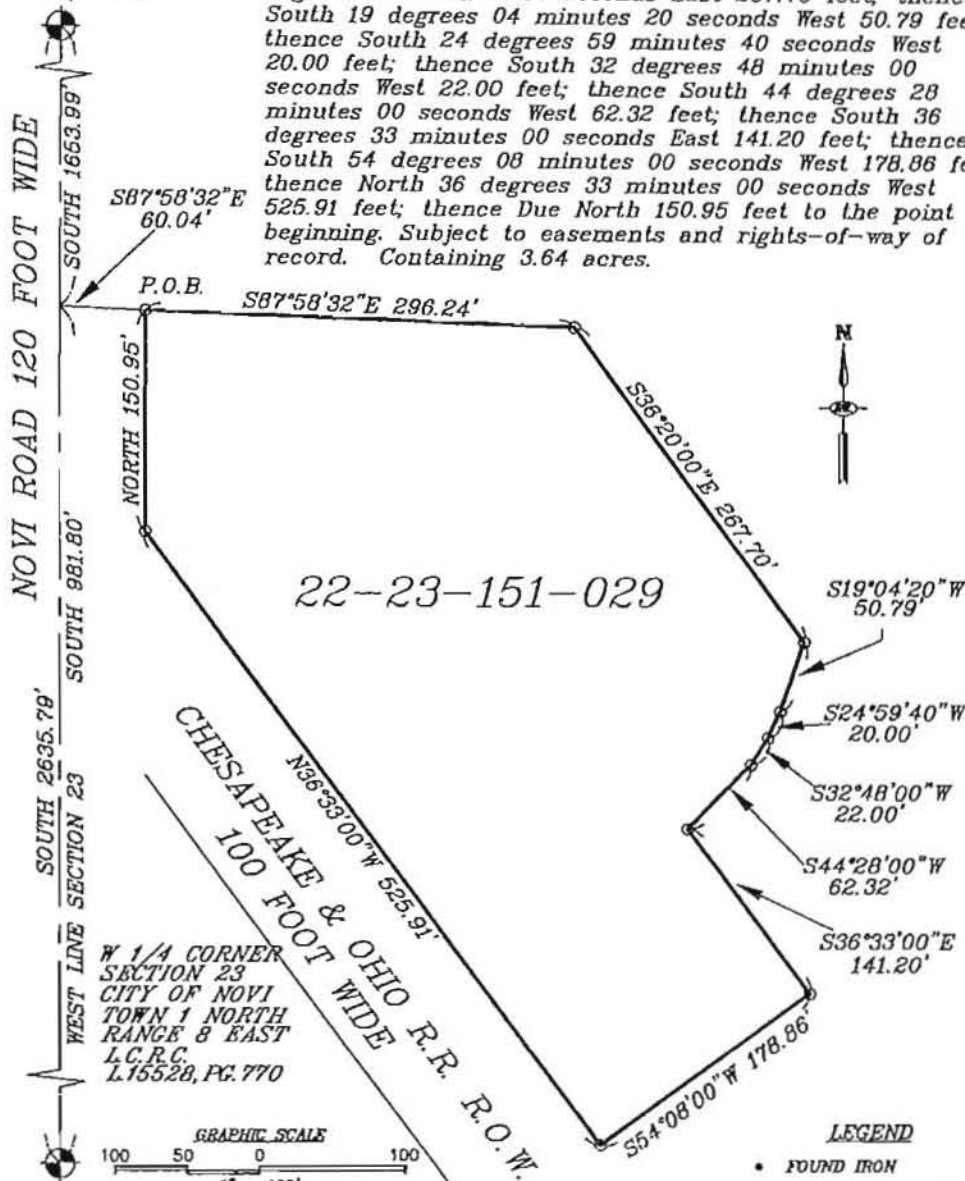 South 19 degrees 04 minutes 20 seconds West 50.79 fee
thence South 24 degrees 59 minutes 40 seconds West
20.00 feet; thence South 32 degrees 48 minutes 00
seconds West 22.00 feet; thence South 44 degrees 28
minutes 00 seconds West 62.32 feet; thence South 36
degrees 33 minutes 00 seconds East 141.20 feet; thence
South 54 degrees 08 minutes 00 seconds West 178.86 fe
thence North 36 degrees 33 minutes 00 seconds West
525.91 feet; thence Due North 150.95 feet to the point
beginning. Subject to easements and rights-of-way of
record. Containing 3.64 acres.
NOVI ROAD 120 FOOT WIDE
SOUTH 1653.99'
S87°58'32"E
60.04'
P.O.B.
S87°58'32"E 296.24'
N
NORTH 150.95'
S36°20'00"E 267.70'
SOUTH 981.80'
SOUTH 2635.79'
WEST LINE SECTION 23
22-23-151-029
S19°04'20"W
50.79'
S24°59'40"W
20.00'
S32°48'00"W
22.00'
S44°28'00"W
62.32'
S36°33'00"E
141.20'
N36°33'00"W 525.91'
CHESAPEAKE & OHIO R.R. R.O.W.
100 FOOT WIDE
S54°08'00"W 178.86'
W 1/4 CORNER
SECTION 23
CITY OF NOVI
TOWN 1 NORTH
RANGE 8 EAST
L.C.R.C.
L.15528, PG. 770
GRAPHIC SCALE
100 50 0 100
LEGEND
• FOUND IRON